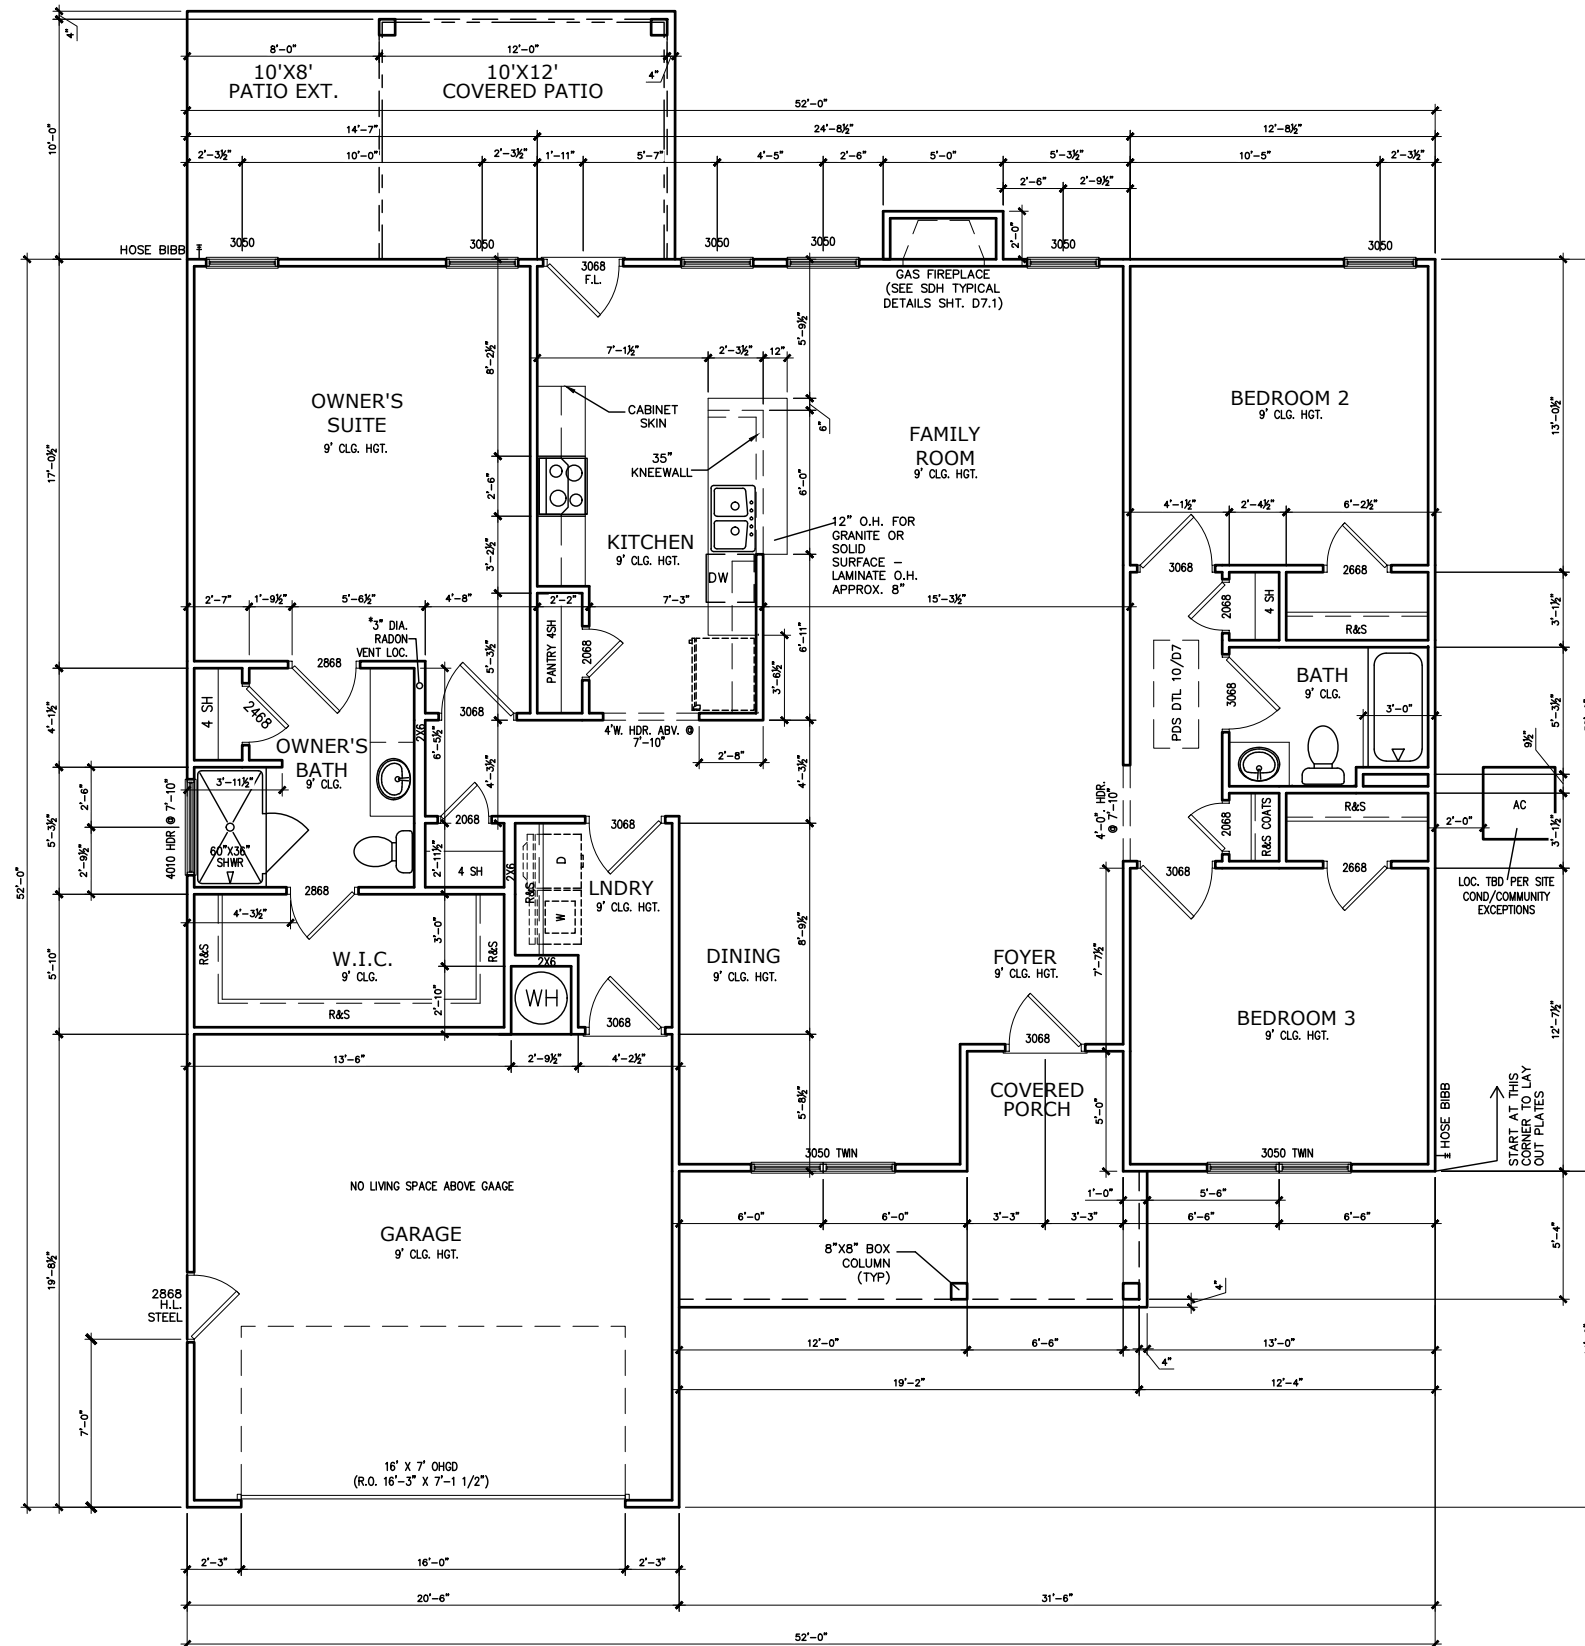 4"
8'-0"
12'-0"
10'X8'
PATIO EXT.
10'X12'
COVERED PATIO
4"
52'-0"
10'-0"
14'-7"
24'-8½"
12'-8½"
2'-3½"
10'-0"
2'-3½"
1'-11"
5'-7"
4'-5"
2'-6"
5'-0"
5'-3½"
10'-5"
2'-3½"
2'-6"
2'-9½"
2'-0"
HOSE BIBB
3050
3050
3068
F.L.
3050
3050
3050
3050
GAS FIREPLACE
(SEE SDH TYPICAL
DETAILS SHT. D7.1)
5'-9½"
8'-2½"
7'-1½"
2'-3½"
12"
OWNER'S
SUITE
9' CLG. HGT.
CABINET
SKIN
6"
FAMILY
ROOM
9' CLG. HGT.
BEDROOM 2
9' CLG. HGT.
13'-0½"
17'-0½"
35"
KNEEWALL
2'-6"
6'-0"
4'-1½"
2'-4½"
6'-2½"
KITCHEN
9' CLG. HGT.
12" O.H. FOR
GRANITE OR
SOLID
SURFACE –
LAMINATE O.H.
APPROX. 8"
3'-2½"
DW
3068
2668
2068
4 SH
R&S
3'-1½"
2'-7"
1'-9½"
5'-6½"
4'-8"
2'-2"
7'-3"
15'-3½"
*3" DIA.
RADON
VENT LOC.
5'-3½"
PANTRY 4SH
2068
6'-11"
3'-6½"
PDS DTL 10/D7
BATH
9' CLG.
3068
3'-0"
5'-3½"
2868
4 SH
2468
4'-1½"
2X6
6'-5½"
3068
4'W. HDR. ABV. @
7'-10"
2'-8"
OWNER'S
BATH
9' CLG.
4'-3½"
4'-3½"
9½"
3'-11½"
4010 HDR @ 7'-10"
2'-6"
5'-3½"
2'-9½"
60"X36"
SHWR
2068
3068
4'-0". HDR.
@ 7'-10"
2068
R&S COATS
R&S
3'-1½"
2'-0"
AC
LOC. TBD PER SITE
COND/COMMUNITY
EXCEPTIONS
52'-0"
2'-11½"
4 SH
2X6
D
R&S
W
LNDRY
9' CLG. HGT.
2868
3068
2668
4'-3½"
3'-0"
8'-9½"
7'-7½"
R&S
W.I.C.
9' CLG.
R&S
R&S
2X6
WH
5'-10"
2'-10"
DINING
9' CLG. HGT.
FOYER
9' CLG. HGT.
BEDROOM 3
9' CLG. HGT.
12'-7½"
3068
3068
13'-6"
2'-9½"
4'-2½"
COVERED
PORCH
5'-8½"
5'-0"
HOSE BIBB
START AT THIS
CORNER TO LAY
OUT PLATES
3050 TWIN
3050 TWIN
NO LIVING SPACE ABOVE GAAGE
GARAGE
9' CLG. HGT.
1'-0"
5'-6"
6'-0"
6'-0"
3'-3"
3'-3"
6'-6"
6'-6"
5'-4"
8"X8" BOX
COLUMN
(TYP)
4"
19'-8½"
2868
H.L.
STEEL
12'-0"
6'-6"
13'-0"
4"
19'-2"
12'-4"
7'-0"
16' X 7' OHGD
(R.O. 16'-3" X 7'-1 1/2")
2'-3"
16'-0"
2'-3"
20'-6"
31'-6"
52'-0"